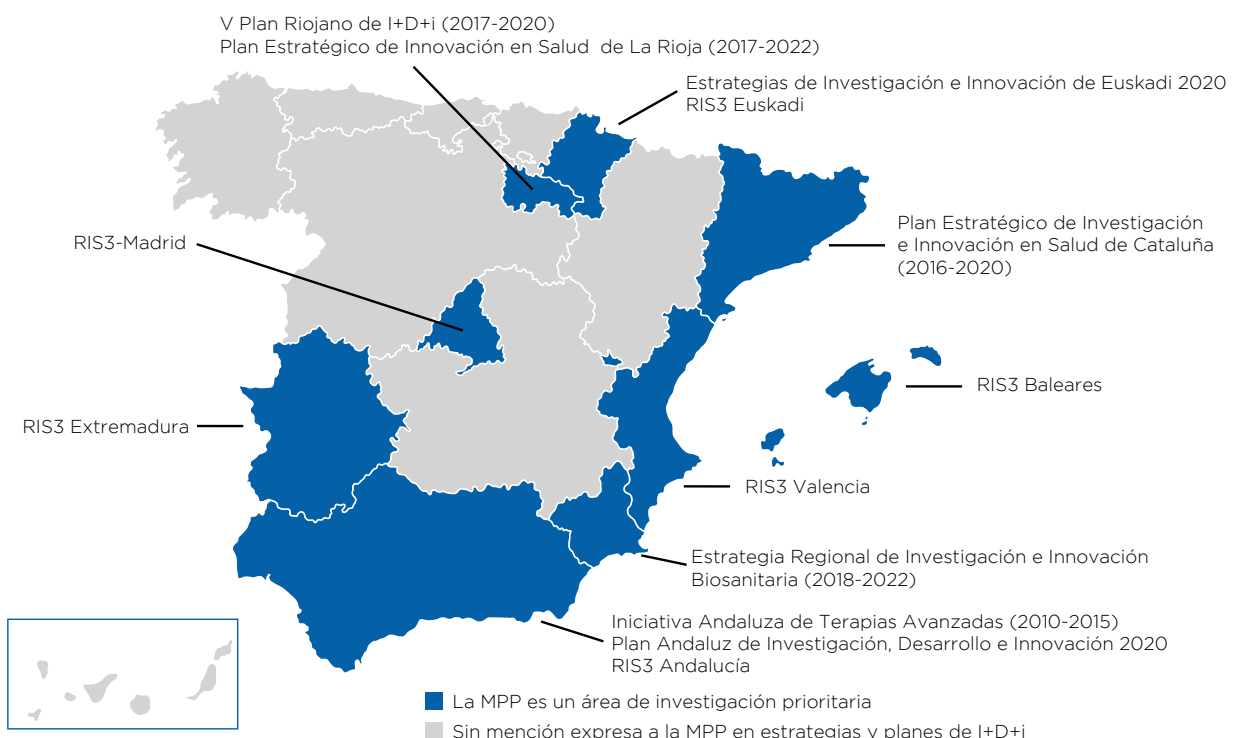 V Plan Riojano de I+D+i (2017-2020)
Plan Estratégico de Innovación en Salud de La Rioja (2017-2022)
Estrategias de Investigación e Innovación de Euskadi 2020
RIS3 Euskadi
Plan Estratégico de Investigación
e Innovación en Salud de Cataluña
(2016-2020)
RIS3-Madrid
RIS3 Baleares
RIS3 Extremadura
RIS3 Valencia
Estrategia Regional de Investigación e Innovación
Biosanitaria (2018-2022)
Iniciativa Andaluza de Terapias Avanzadas (2010-2015)
Plan Andaluz de Investigación, Desarrollo e Innovación 2020
RIS3 Andalucía
La MPP es un área de investigación prioritaria
Sin mención expresa a la MPP en estrategias y planes de I+D+i